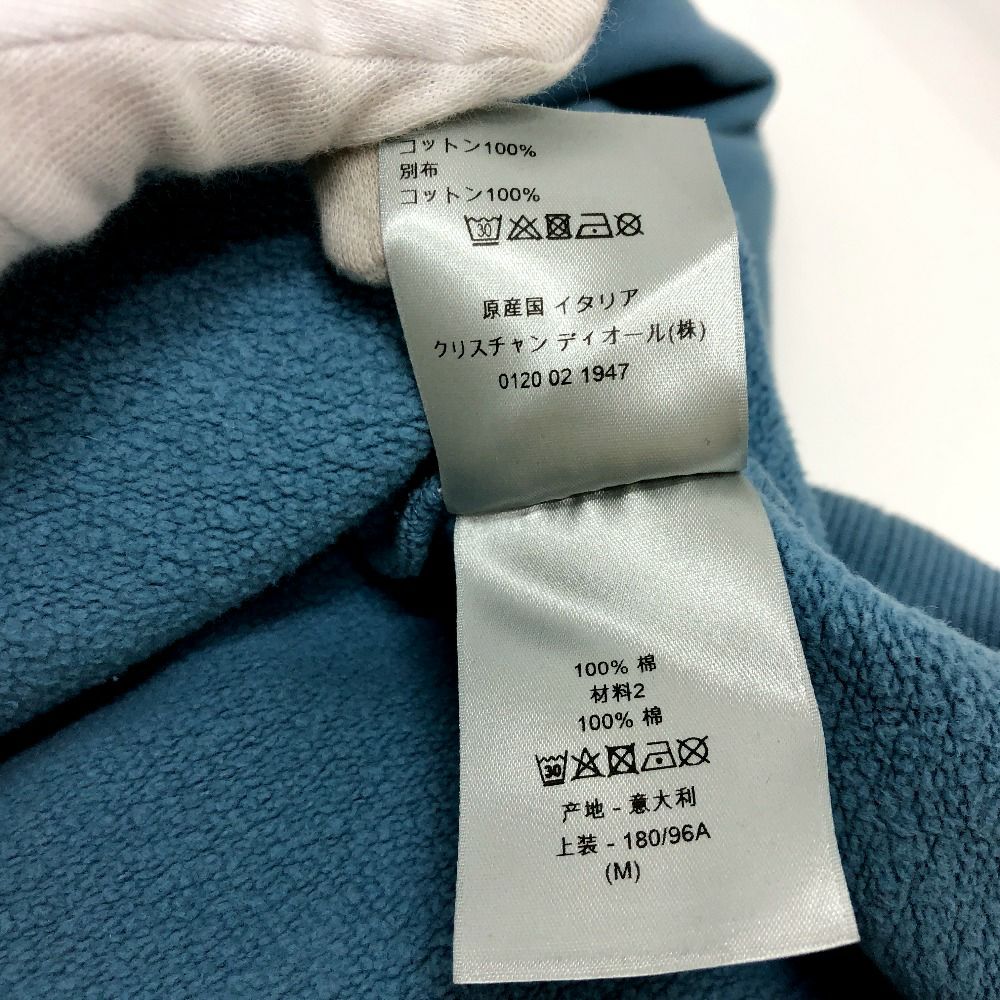 コットン100%
別布
コットン100%
30
原産国 イタリア
クリスチャン ディオール(株)
0120 02 1947
100% 棉
材料2
100% 棉
30
产地 - 意大利
上装 - 180/96A
(M)